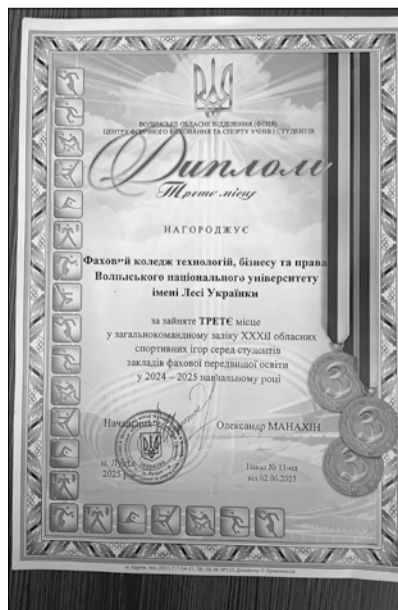 ВОЛИНСЬКЕ ОБЛАСНЕ ВІДДІЛЕННЯ (ФІЛІЯ)
ЦЕНТРУ ФІЗИЧНОГО ВИХОВАННЯ ТА СПОРТУ УЧНІВ І СТУДЕНТІВ
Диплом
Третє місце
НАГОРОДЖУЄ
Фаховий коледж технологій, бізнесу та права
Волинського національного університету
імені Лесі Українки
за зайняте ТРЕТЄ місце
у загальнокомандному заліку XXXII обласних
спортивних ігор серед студентів
закладів фахової передвищої освіти
у 2024 – 2025 навчальному році
Начальник
Олександр МАНАХІН
м. Луцьк
2025 рік
Наказ № 11-од
від 02.06.2025
3
3
3